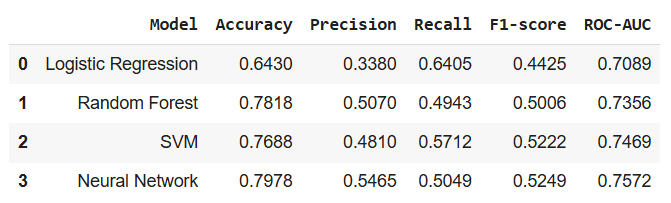 Model Accuracy Precision Recall F1-score ROC-AUC
0 Logistic Regression 0.6430 0.3380 0.6405 0.4425 0.7089
1 Random Forest 0.7818 0.5070 0.4943 0.5006 0.7356
2 SVM 0.7688 0.4810 0.5712 0.5222 0.7469
3 Neural Network 0.7978 0.5465 0.5049 0.5249 0.7572